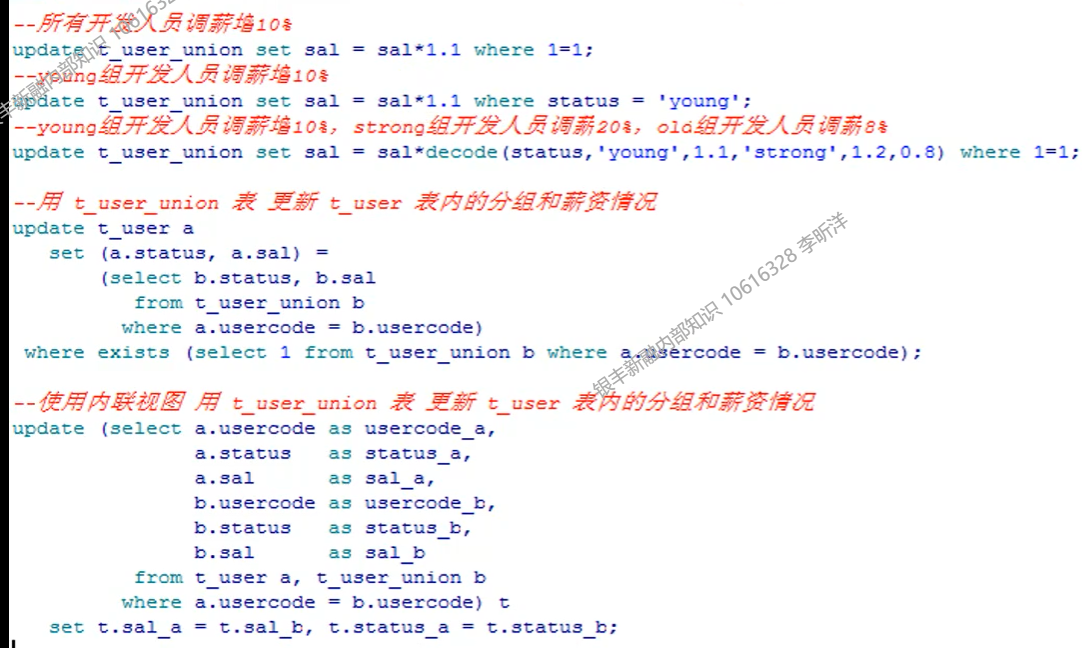 --所有开发人员调薪增10%
update t_user_union set sal = sal*1.1 where 1=1;
--young组开发人员调薪增10%
update t_user_union set sal = sal*1.1 where status = 'young';
--young组开发人员调薪增10%，strong组开发人员调薪20%，old组开发人员调薪8%
update t_user_union set sal = sal*decode(status,'young',1.1,'strong',1.2,0.8) where 1=1;
--用 t_user_union 表 更新 t_user 表内的分组和薪资情况
update t_user a
set (a.status, a.sal) =
(select b.status, b.sal
from t_user_union b
where a.usercode = b.usercode)
where exists (select 1 from t_user_union b where a.usercode = b.usercode);
银丰新融内部知识 10616328 李昕洋
--使用内联视图 用 t_user_union 表 更新 t_user 表内的分组和薪资情况
update (select a.usercode as usercode_a,
a.status as status_a,
a.sal as sal_a,
b.usercode as usercode_b,
b.status as status_b,
b.sal as sal_b
from t_user a, t_user_union b
where a.usercode = b.usercode) t
set t.sal_a = t.sal_b, t.status_a = t.status_b;